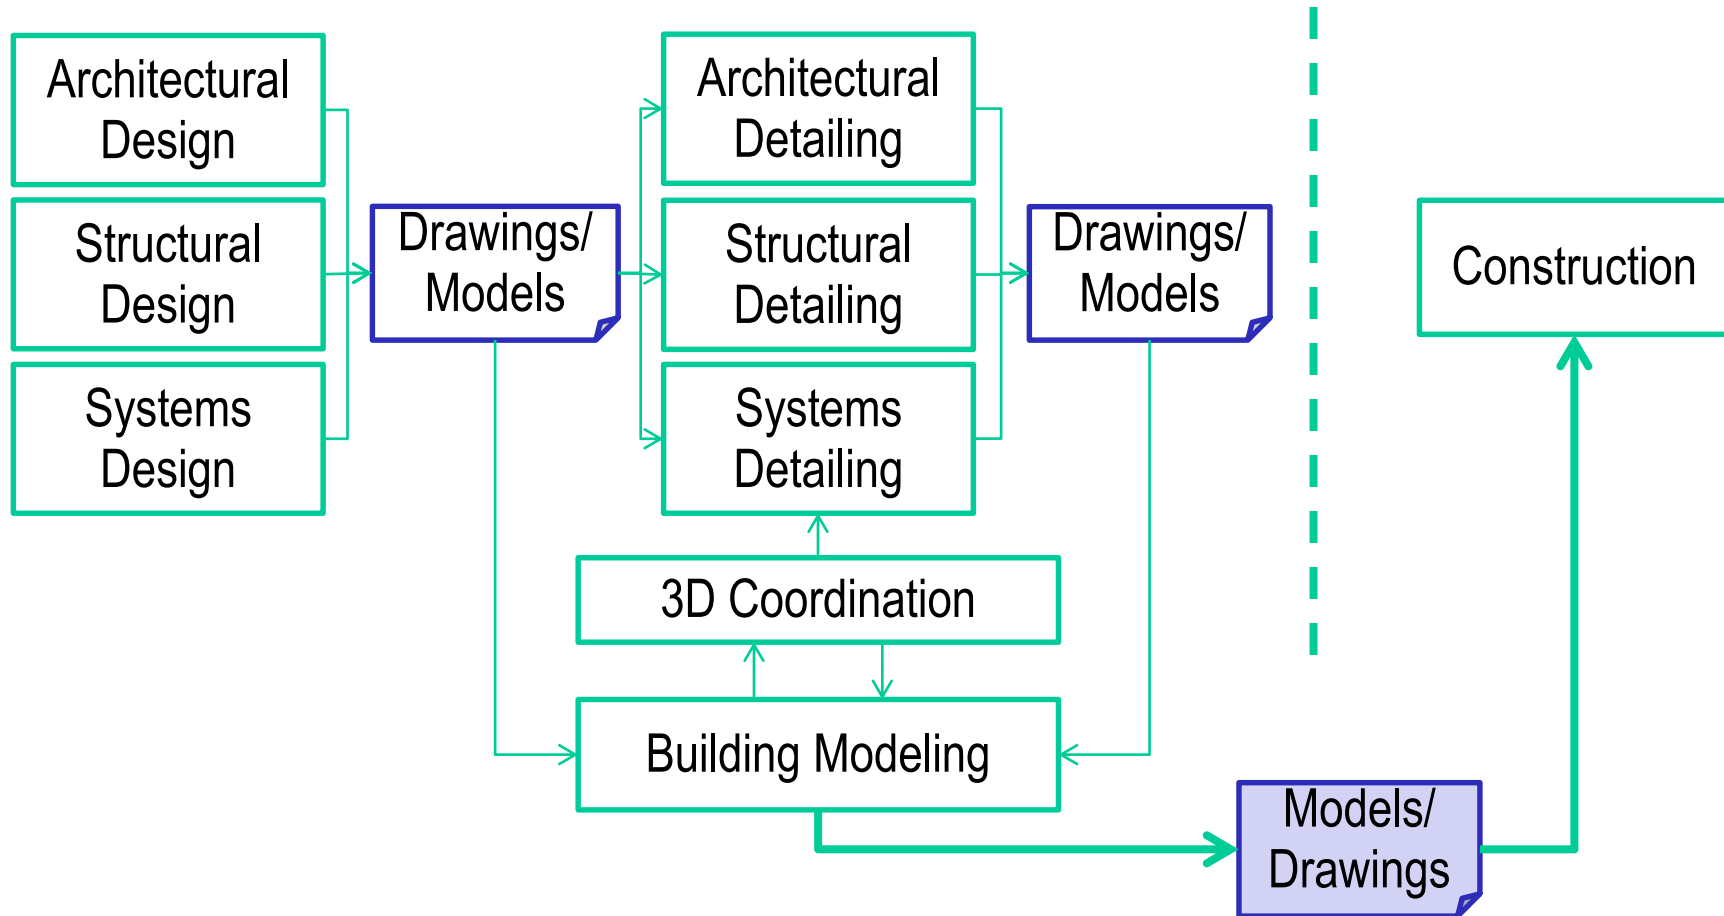 Architectural
Design
Structural
Design
Systems
Design
Drawings/
Models
Architectural
Detailing
Structural
Detailing
Systems
Detailing
Drawings/
Models
3D Coordination
Building Modeling
Models/
Drawings
Construction